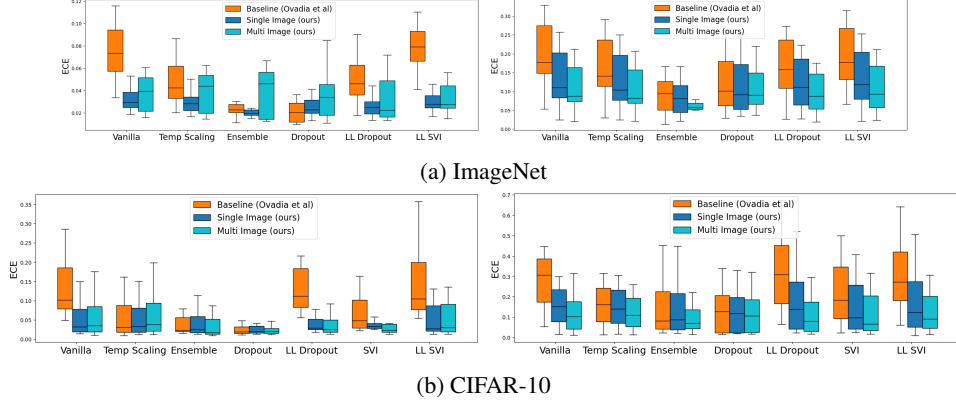 0.12
0.10
0.08
0.06
0.04
0.02
ECE
Baseline (Ovadia et al)
Single Image (ours)
Multi Image (ours)
Vanilla Temp Scaling Ensemble Dropout LL Dropout LL SVI
0.30
0.25
0.20
0.15
0.10
0.05
0.00
ECE
Baseline (Ovadia et al)
Single Image (ours)
Multi Image (ours)
Vanilla Temp Scaling Ensemble Dropout LL Dropout LL SVI
(a) ImageNet
0.35
0.30
0.25
0.20
0.15
0.10
0.05
0.00
ECE
Baseline (Ovadia et al)
Single Image (ours)
Multi Image (ours)
Vanilla Temp Scaling Ensemble Dropout LL Dropout SVI LL SVI
0.7
0.6
0.5
0.4
0.3
0.2
0.1
0.0
ECE
Baseline (Ovadia et al)
Single Image (ours)
Multi Image (ours)
Vanilla Temp Scaling Ensemble Dropout LL Dropout SVI LL SVI
(b) CIFAR-10